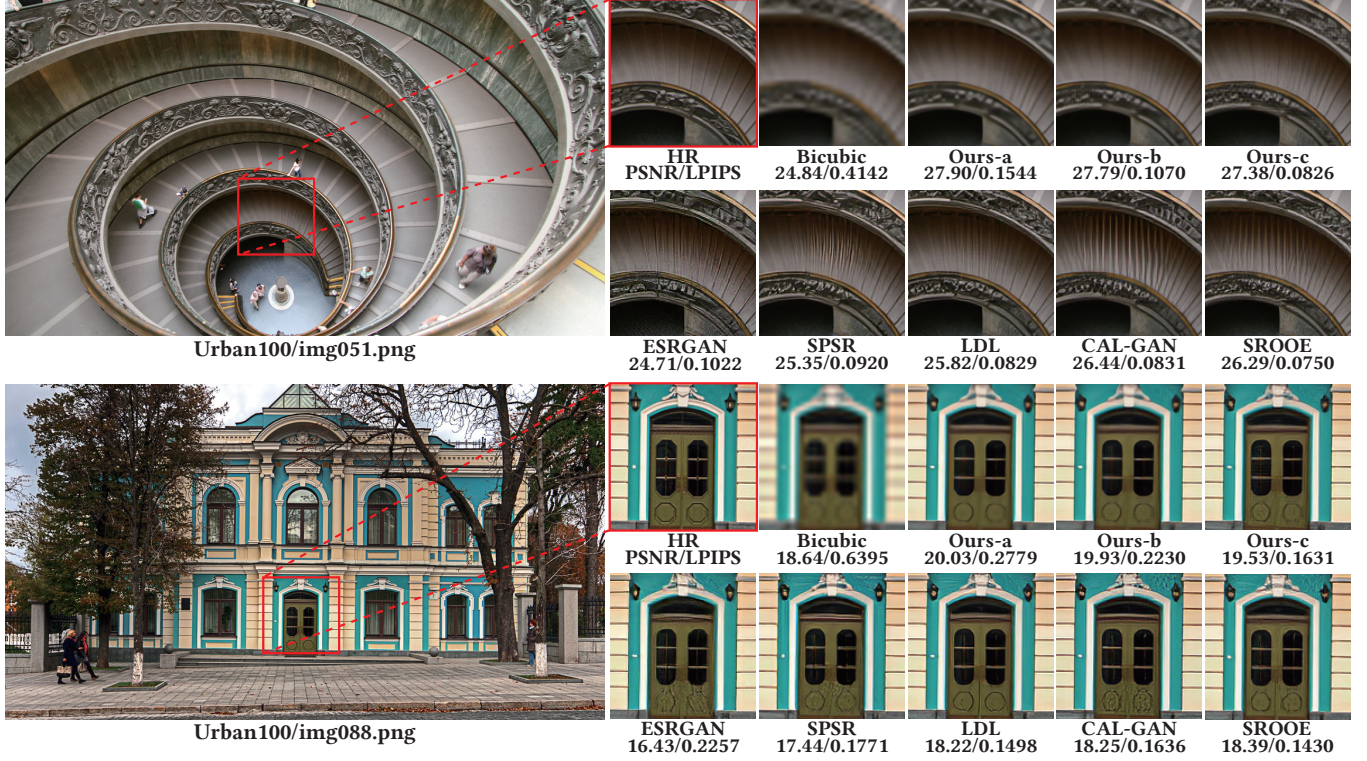 HR Bicubic Ours-a Ours-b Ours-c
PSNR/LPIPS 24.84/0.4142 27.90/0.1544 27.79/0.1070 27.38/0.0826
ESRGAN SPSR LDL CAL-GAN SROOE
24.71/0.1022 25.35/0.0920 25.82/0.0829 26.44/0.0831 26.29/0.0750
Urban100/img051.png
HR Bicubic Ours-a Ours-b Ours-c
PSNR/LPIPS 18.64/0.6395 20.03/0.2779 19.93/0.2230 19.53/0.1631
ESRGAN SPSR LDL CAL-GAN SROOE
16.43/0.2257 17.44/0.1771 18.22/0.1498 18.25/0.1636 18.39/0.1430
Urban100/img088.png